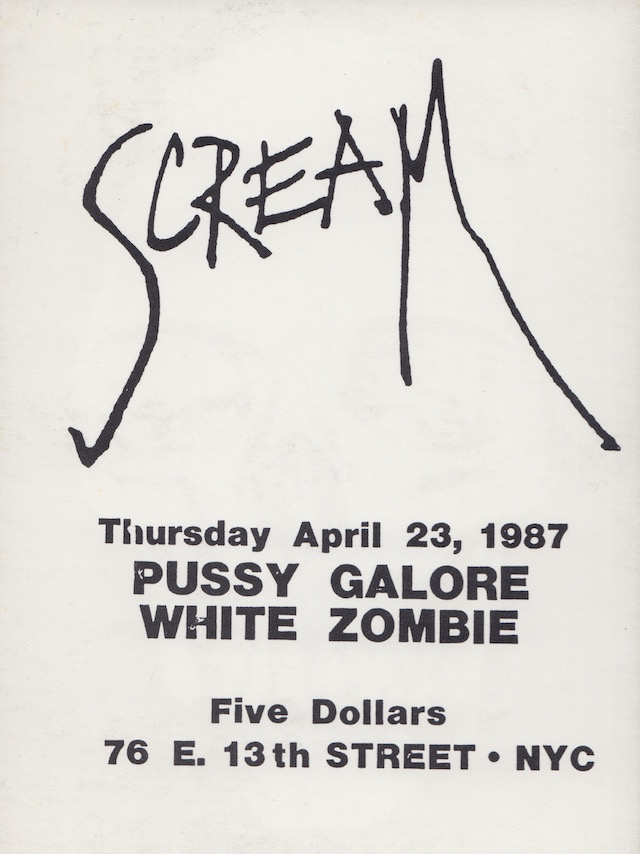 SCREAM
Thursday April 23, 1987
PUSSY GALORE
WHITE ZOMBIE
Five Dollars
76 E. 13th STREET • NYC